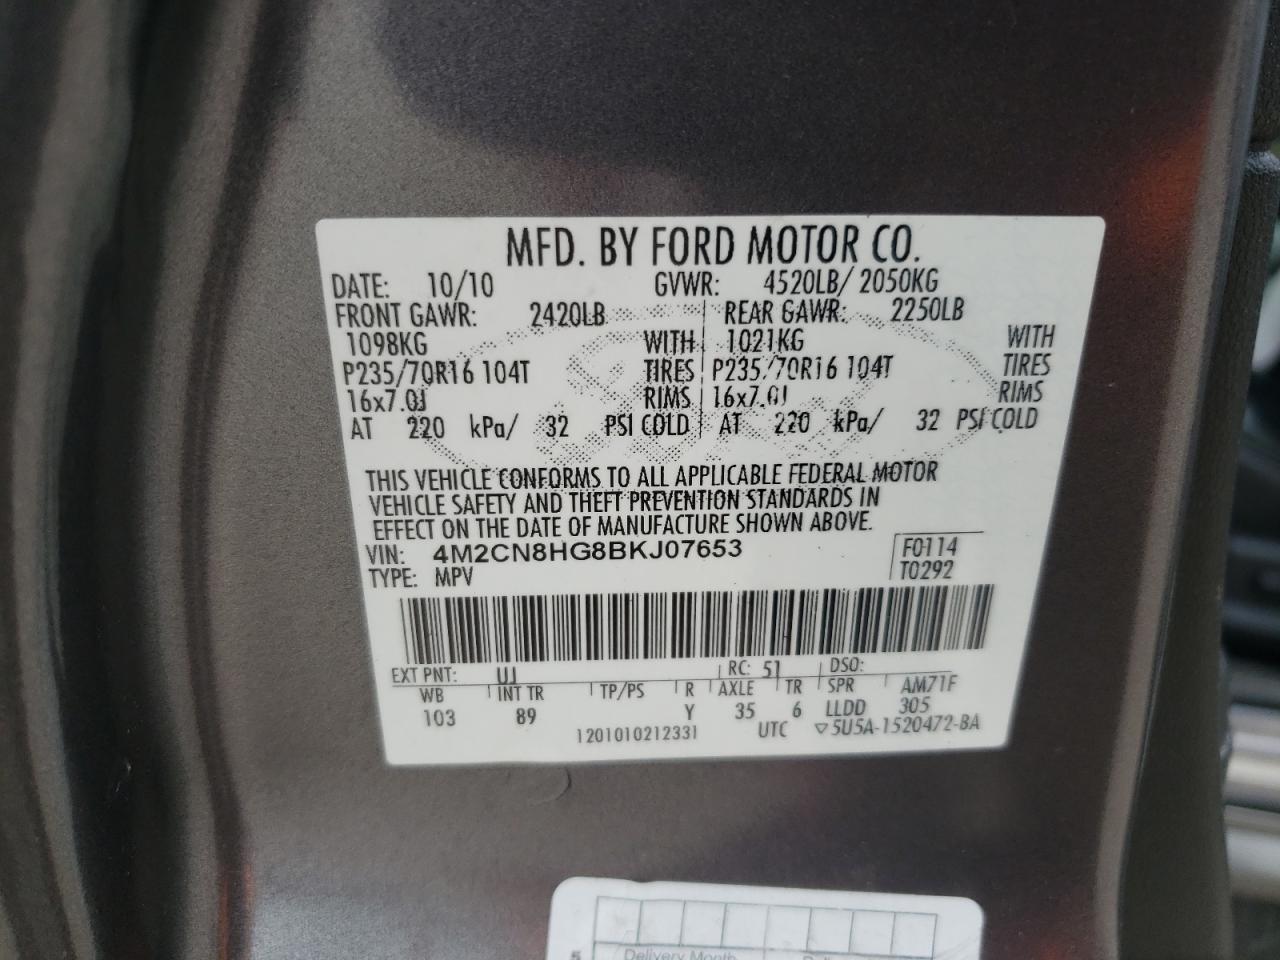 MFD. BY FORD MOTOR CO.
DATE: 10/10 GVWR: 4520LB/ 2050KG
FRONT GAWR: 2420LB REAR GAWR: 2250LB
1098KG WITH 1021KG WITH
P235/70R16 104T TIRES P235/70R16 104T TIRES
16x7.0J RIMS 16x7.0J RIMS
AT 220 kPa/ 32 PSI COLD AT 220 kPa/ 32 PSI COLD
THIS VEHICLE CONFORMS TO ALL APPLICABLE FEDERAL MOTOR
VEHICLE SAFETY AND THEFT PREVENTION STANDARDS IN
EFFECT ON THE DATE OF MANUFACTURE SHOWN ABOVE.
VIN: 4M2CN8HG8BKJ07653 F0114
TYPE: MPV T0292
EXT PNT: UJ RC: 51 DSO:
WB INT TR TP/PS R AXLE TR SPR AM71F
103 89 Y 35 6 LLDD 305
1201010212331 UTC ▽5U5A-1520472-BA
5 Delivery Month